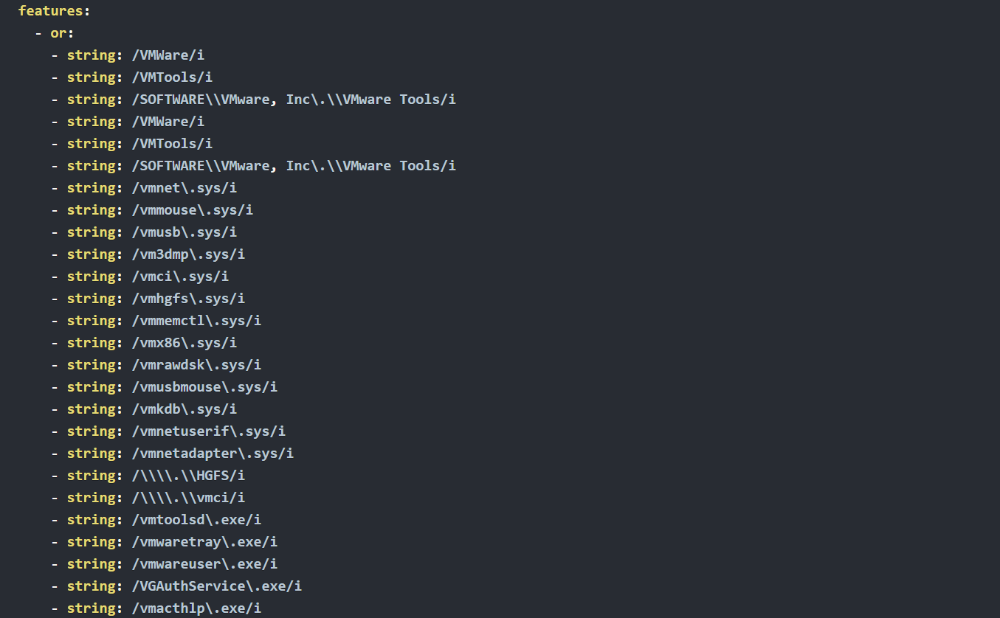 features:
- or:
- string: /VMWare/i
- string: /VMTools/i
- string: /SOFTWARE\\VMware, Inc\.\\VMware Tools/i
- string: /VMWare/i
- string: /VMTools/i
- string: /SOFTWARE\\VMware, Inc\.\\VMware Tools/i
- string: /vmnet\.sys/i
- string: /vmmouse\.sys/i
- string: /vmusb\.sys/i
- string: /vm3dmp\.sys/i
- string: /vmci\.sys/i
- string: /vmhgfs\.sys/i
- string: /vmmemctl\.sys/i
- string: /vmx86\.sys/i
- string: /vmrawdsk\.sys/i
- string: /vmusbmouse\.sys/i
- string: /vmkdb\.sys/i
- string: /vmnetuserif\.sys/i
- string: /vmnetadapter\.sys/i
- string: /\\\\.\\HGFS/i
- string: /\\\\.\\vmci/i
- string: /vmtoolsd\.exe/i
- string: /vmwaretray\.exe/i
- string: /vmwareuser\.exe/i
- string: /VGAuthService\.exe/i
- string: /vmacthlp\.exe/i